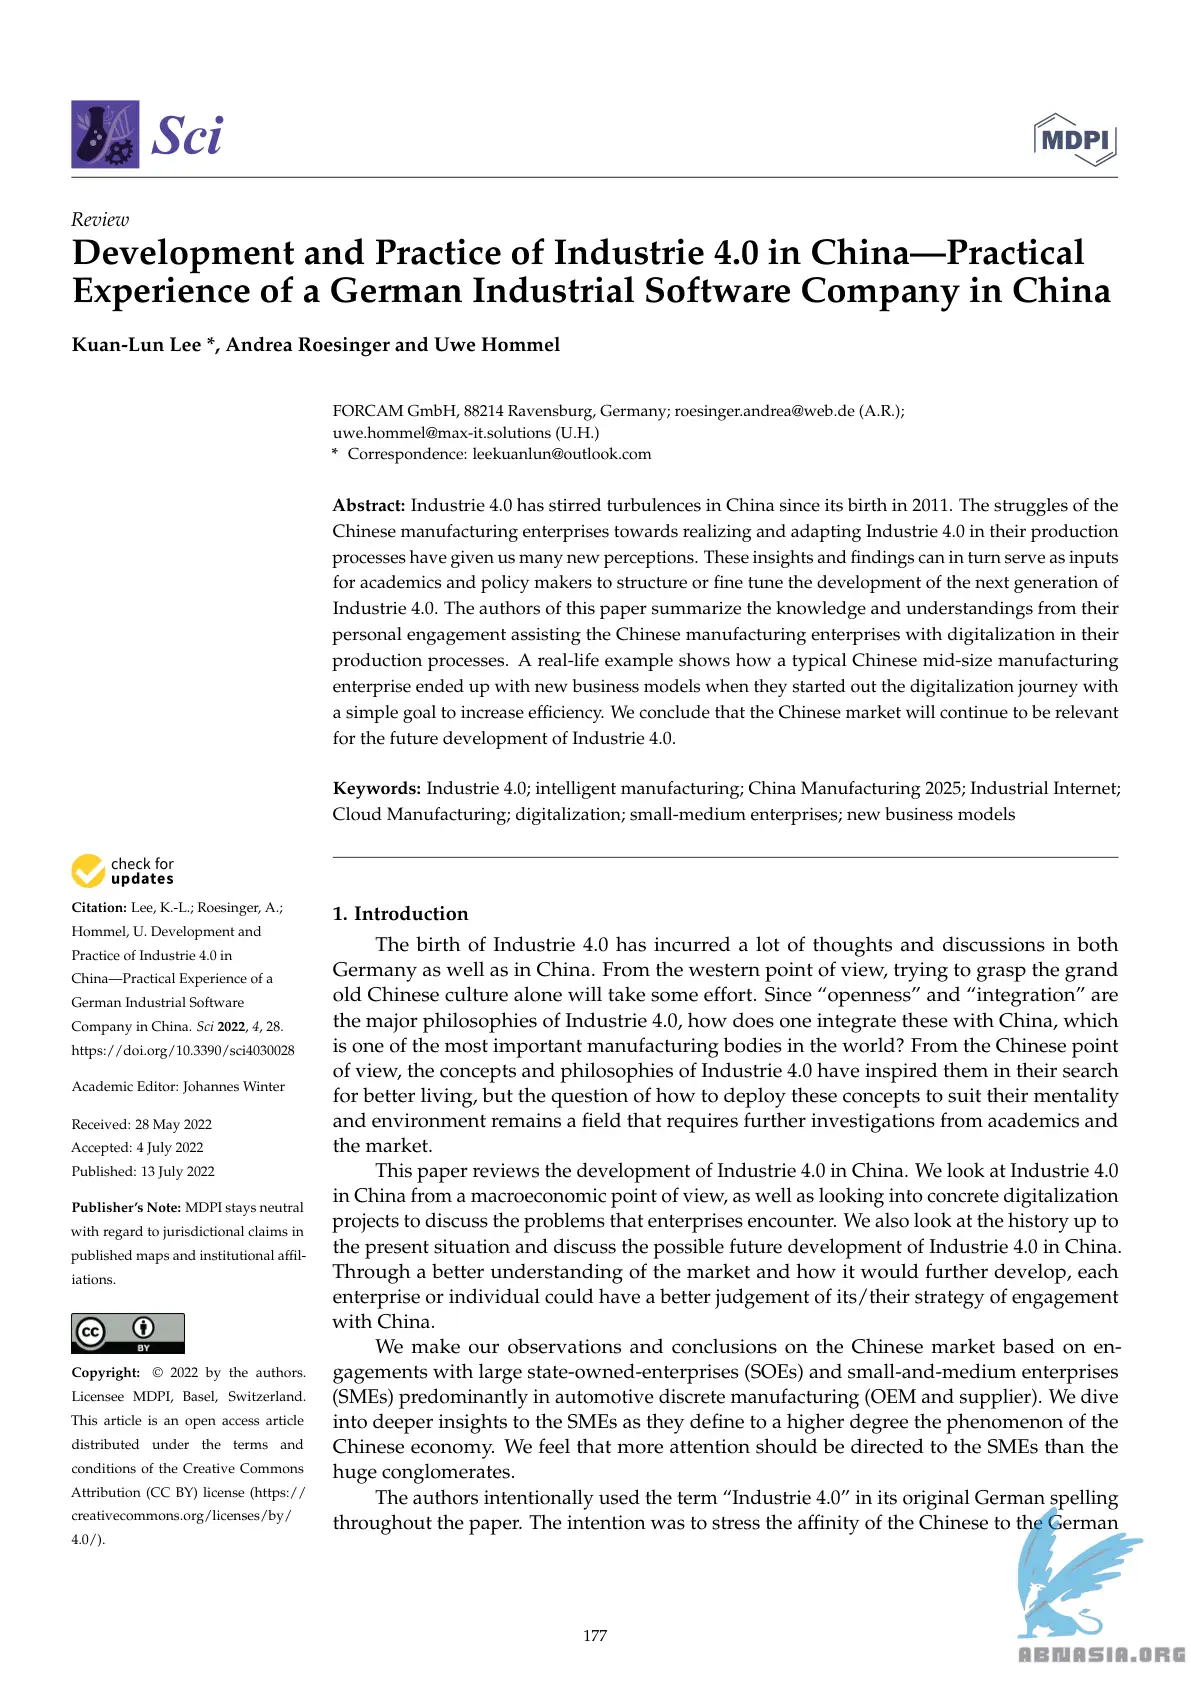 Sci
MDPI
Review
Development and Practice of Industrie 4.0 in China—Practical
Experience of a German Industrial Software Company in China
Kuan-Lun Lee *, Andrea Roesinger and Uwe Hommel
FORCAM GmbH, 88214 Ravensburg, Germany; roesinger.andrea@web.de (A.R.);
uwe.hommel@max-it.solutions (U.H.)
* Correspondence: leekuanlun@outlook.com
Abstract: Industrie 4.0 has stirred turbulences in China since its birth in 2011. The struggles of the
Chinese manufacturing enterprises towards realizing and adapting Industrie 4.0 in their production
processes have given us many new perceptions. These insights and findings can in turn serve as inputs
for academics and policy makers to structure or fine tune the development of the next generation of
Industrie 4.0. The authors of this paper summarize the knowledge and understandings from their
personal engagement assisting the Chinese manufacturing enterprises with digitalization in their
production processes. A real-life example shows how a typical Chinese mid-size manufacturing
enterprise ended up with new business models when they started out the digitalization journey with
a simple goal to increase efficiency. We conclude that the Chinese market will continue to be relevant
for the future development of Industrie 4.0.
Keywords: Industrie 4.0; intelligent manufacturing; China Manufacturing 2025; Industrial Internet;
Cloud Manufacturing; digitalization; small-medium enterprises; new business models
check for
updates
Citation: Lee, K.-L.; Roesinger, A.;
Hommel, U. Development and
Practice of Industrie 4.0 in
China—Practical Experience of a
German Industrial Software
Company in China. Sci 2022, 4, 28.
https://doi.org/10.3390/sci4030028
Academic Editor: Johannes Winter
Received: 28 May 2022
Accepted: 4 July 2022
Published: 13 July 2022
Publisher's Note: MDPI stays neutral
with regard to jurisdictional claims in
published maps and institutional affil-
iations.
CC BY
Copyright: © 2022 by the authors.
Licensee MDPI, Basel, Switzerland.
This article is an open access article
distributed under the terms and
conditions of the Creative Commons
Attribution (CC BY) license (https://
creativecommons.org/licenses/by/
4.0/).
1. Introduction
The birth of Industrie 4.0 has incurred a lot of thoughts and discussions in both
Germany as well as in China. From the western point of view, trying to grasp the grand
old Chinese culture alone will take some effort. Since “openness” and “integration” are
the major philosophies of Industrie 4.0, how does one integrate these with China, which
is one of the most important manufacturing bodies in the world? From the Chinese point
of view, the concepts and philosophies of Industrie 4.0 have inspired them in their search
for better living, but the question of how to deploy these concepts to suit their mentality
and environment remains a field that requires further investigations from academics and
the market.
This paper reviews the development of Industrie 4.0 in China. We look at Industrie 4.0
in China from a macroeconomic point of view, as well as looking into concrete digitalization
projects to discuss the problems that enterprises encounter. We also look at the history up to
the present situation and discuss the possible future development of Industrie 4.0 in China.
Through a better understanding of the market and how it would further develop, each
enterprise or individual could have a better judgement of its/their strategy of engagement
with China.
We make our observations and conclusions on the Chinese market based on en-
gagements with large state-owned-enterprises (SOEs) and small-and-medium enterprises
(SMEs) predominantly in automotive discrete manufacturing (OEM and supplier). We dive
into deeper insights to the SMEs as they define to a higher degree the phenomenon of the
Chinese economy. We feel that more attention should be directed to the SMEs than the
huge conglomerates.
The authors intentionally used the term “Industrie 4.0” in its original German spelling
throughout the paper. The intention was to stress the affinity of the Chinese to the German
177
ABNASIA.ORG